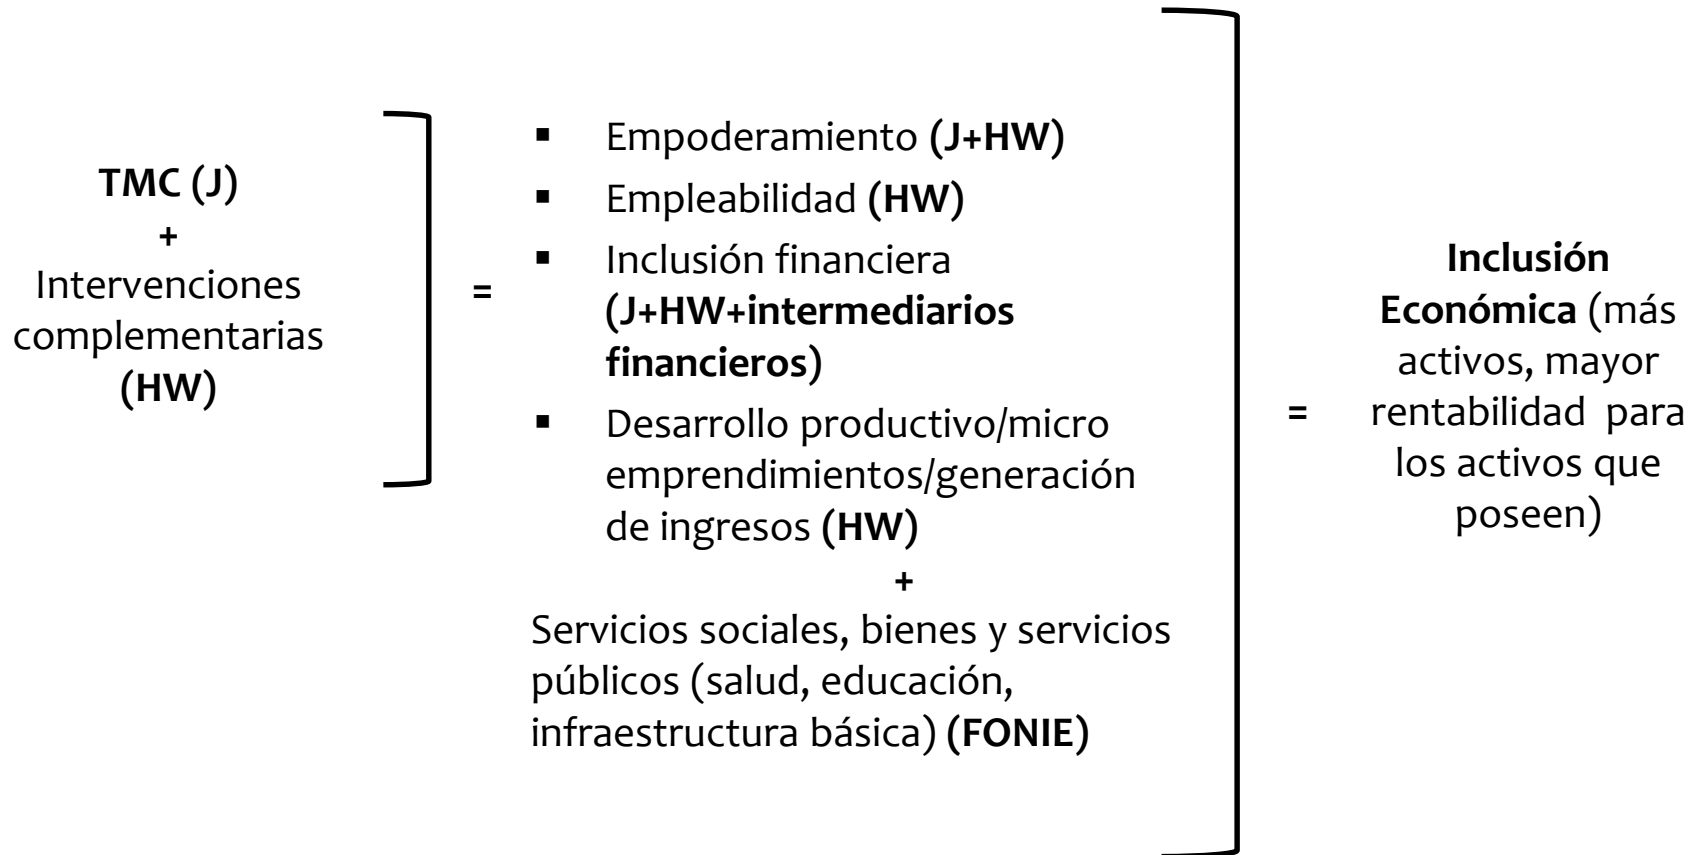 TMC (J)
+
Intervenciones
complementarias
(HW)
=
▪ Empoderamiento (J+HW)
▪ Empleabilidad (HW)
▪ Inclusión financiera
(J+HW+intermediarios
financieros)
▪ Desarrollo productivo/micro
emprendimientos/generación
de ingresos (HW)
+
Servicios sociales, bienes y servicios
públicos (salud, educación,
infraestructura básica) (FONIE)
=
Inclusión
Económica (más
activos, mayor
rentabilidad para
los activos que
poseen)